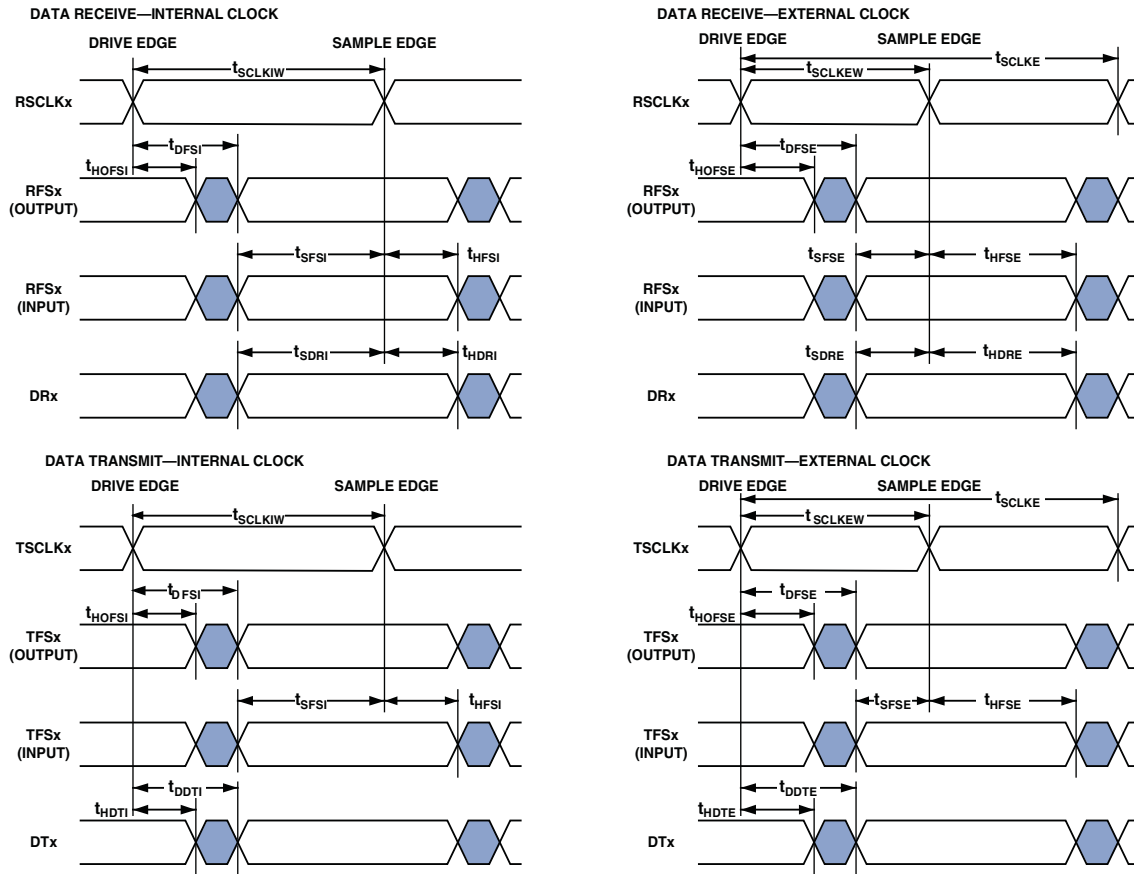 DATA RECEIVE—INTERNAL CLOCK
DRIVE EDGE
SAMPLE EDGE
tSCLKIW
RSCLKx
tDFSI
tHOFSI
RFSx
(OUTPUT)
tSFSI
tHFSI
RFSx
(INPUT)
tSDRI
tHDRI
DRx
DATA RECEIVE—EXTERNAL CLOCK
DRIVE EDGE
SAMPLE EDGE
tSCLKE
tSCLKEW
RSCLKx
tDFSE
tHOFSE
RFSx
(OUTPUT)
tSFSE
tHFSE
RFSx
(INPUT)
tSDRE
tHDRE
DRx
DATA TRANSMIT—INTERNAL CLOCK
DRIVE EDGE
SAMPLE EDGE
tSCLKIW
TSCLKx
tDFSI
tHOFSI
TFSx
(OUTPUT)
tSFSI
tHFSI
TFSx
(INPUT)
tDDTI
tHDTI
DTx
DATA TRANSMIT—EXTERNAL CLOCK
DRIVE EDGE
SAMPLE EDGE
tSCLKE
tSCLKEW
TSCLKx
tDFSE
tHOFSE
TFSx
(OUTPUT)
tSFSE
tHFSE
TFSx
(INPUT)
tDDTE
tHDTE
DTx